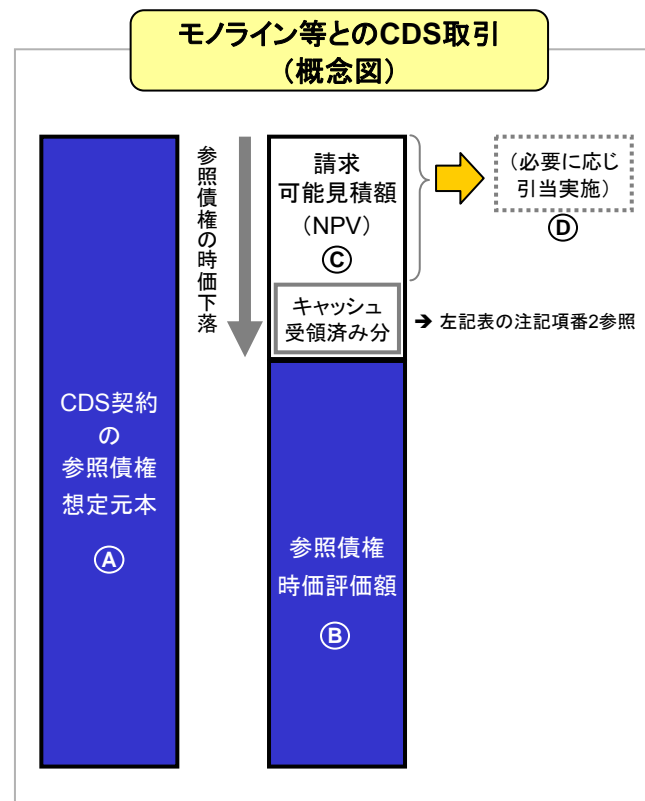 モノライン等とのCDS取引
（概念図）
CDS契約
の
参照債権
想定元本
Ⓐ
参照債権の時価下落
請求
可能見積額
（NPV）
Ⓒ
キャッシュ
受領済み分
参照債権
時価評価額
Ⓑ
（必要に応じ
引当実施）
Ⓓ
➔ 左記表の注記項番2参照